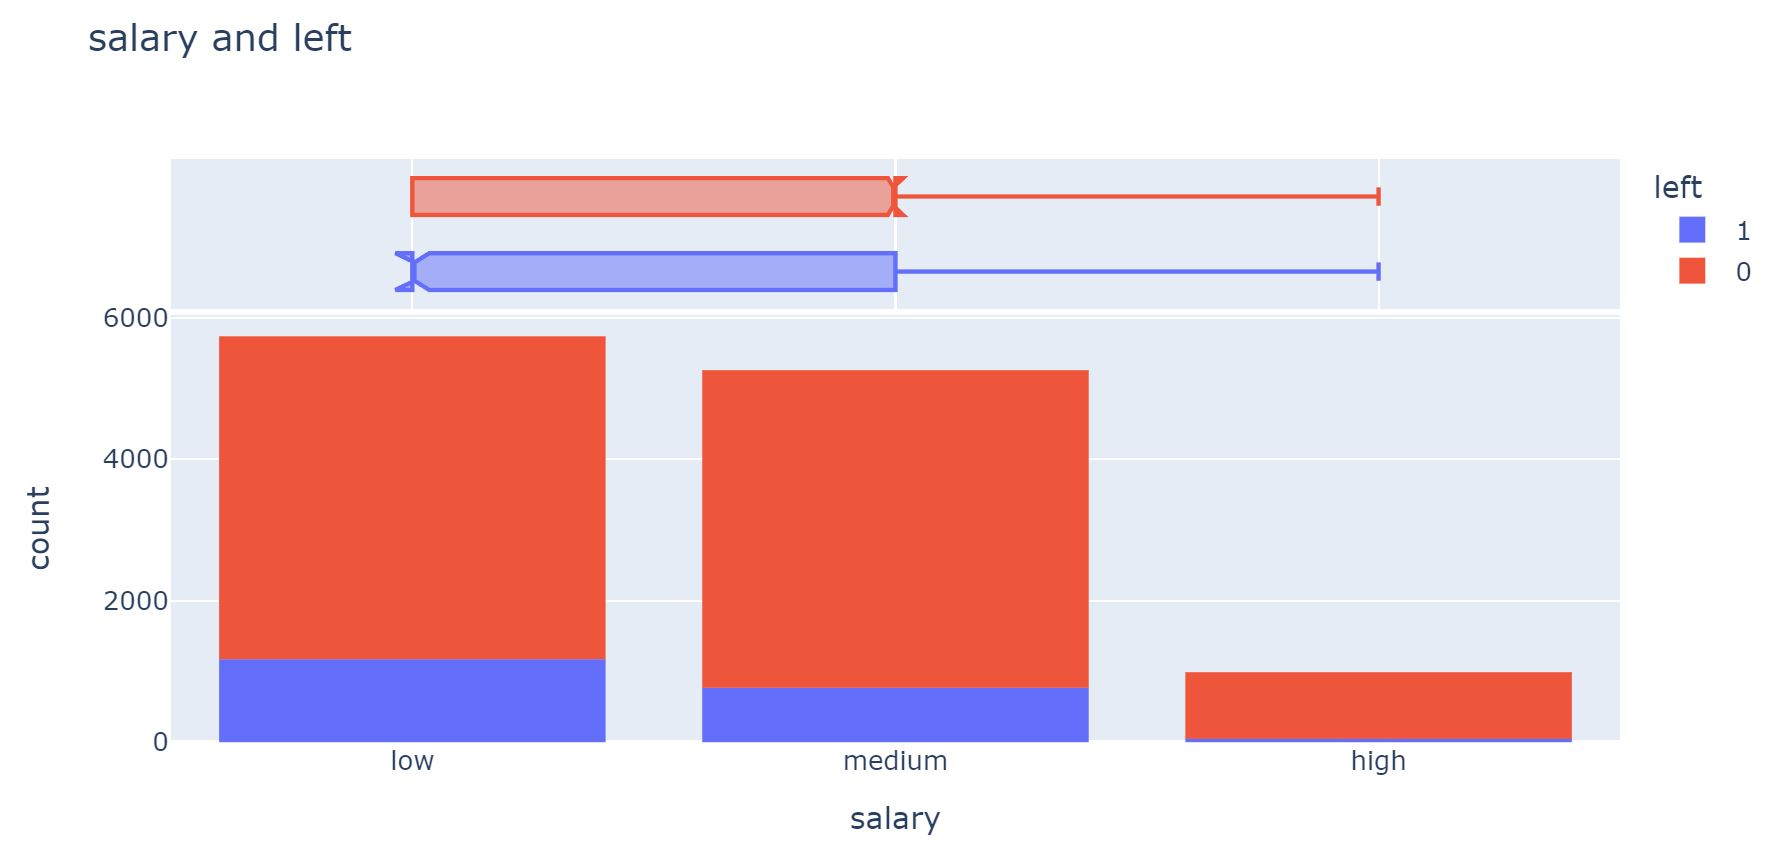 salary and left
left
1
0
6000
4000
2000
0
count
low medium high
salary